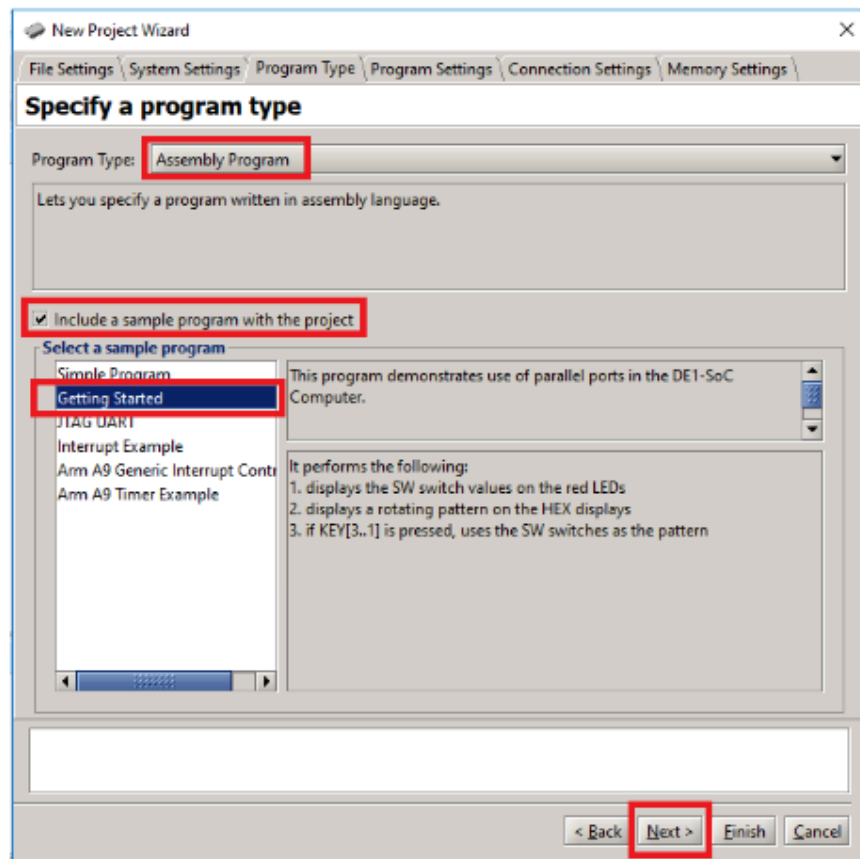 New Project Wizard
File Settings System Settings Program Type Program Settings Connection Settings Memory Settings
Specify a program type
Program Type: Assembly Program
Lets you specify a program written in assembly language.
Include a sample program with the project
Select a sample program
Simple Program
Getting Started
JTAG UART
Interrupt Example
Arm A9 Generic Interrupt Contr
Arm A9 Timer Example
This program demonstrates use of parallel ports in the DE1-SoC
Computer.
It performs the following:
1. displays the SW switch values on the red LEDs
2. displays a rotating pattern on the HEX displays
3. if KEY[3..1] is pressed, uses the SW switches as the pattern
< Back Next > Finish Cancel